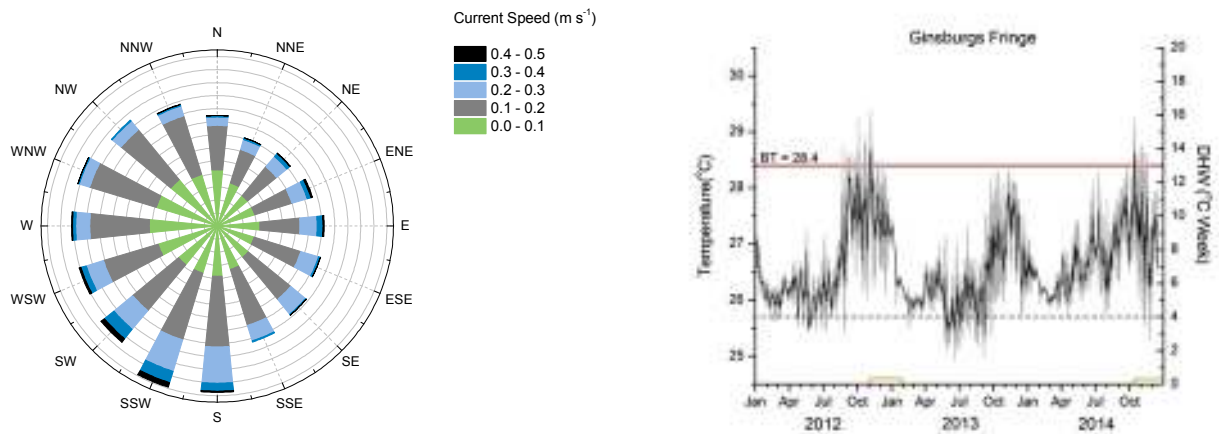 Current Speed (m s⁻¹)
0.4 - 0.5
0.3 - 0.4
0.2 - 0.3
0.1 - 0.2
0.0 - 0.1
N
NNE
NE
ENE
E
ESE
SE
SSE
S
SSW
SW
WSW
W
WNW
NW
NNW
Ginsburgs Fringe
Temperature(°C)
30
29
28
27
26
25
BT = 28.4
DHW (°C Week)
20
18
16
14
12
10
8
6
4
2
0
Jan Apr Jul Oct Jan Apr Jul Oct Jan Apr Jul Oct
2012 2013 2014